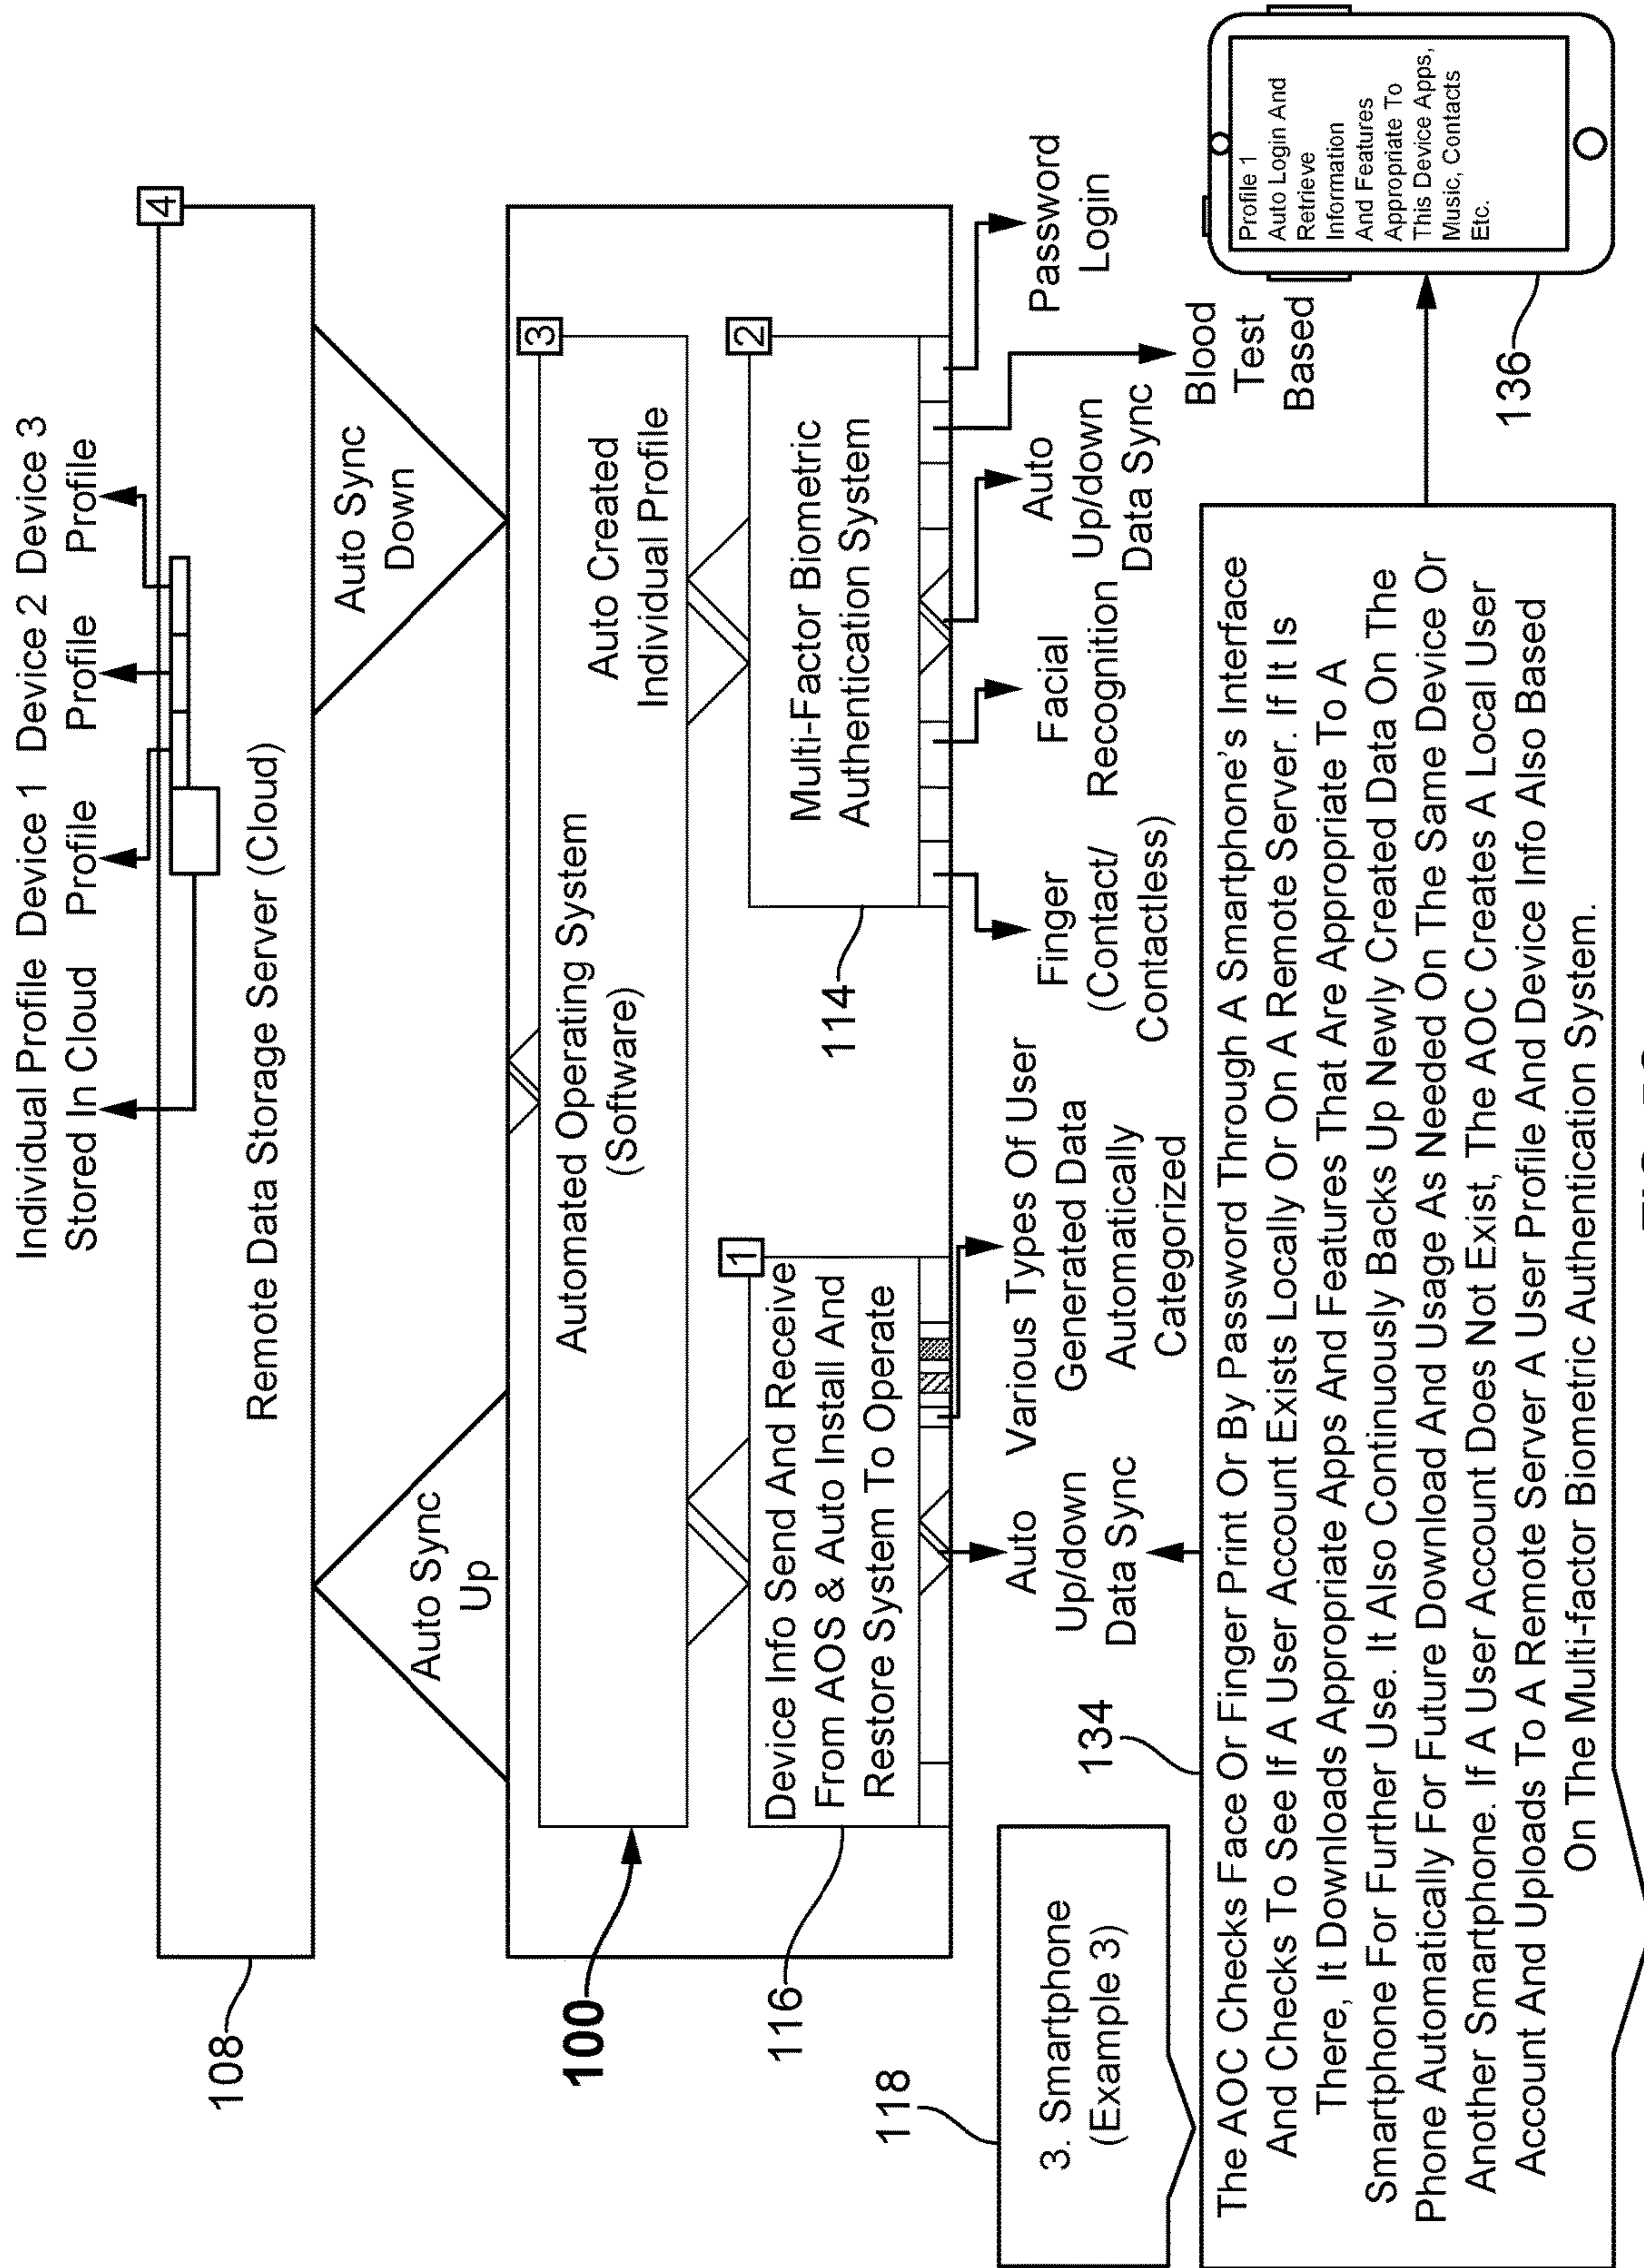 Individual Profile Device 1 Device 2 Device 3
Stored In Cloud Profile Profile Profile
4
Remote Data Storage Server (Cloud)
108
Auto Sync
Up
Auto Sync
Down
100
3
Automated Operating System
(Software)
Auto Created
Individual Profile
116
1
Device Info Send And Receive
From AOS & Auto Install And
Restore System To Operate
114
2
Multi-Factor Biometric
Authentication System
Auto
Up/down
Data Sync
Various Types Of User
Generated Data
Automatically
Categorized
Finger
(Contact/
Contactless)
Facial
Recognition
Auto
Up/down
Data Sync
Blood
Test
Based
Password
Login
118
3. Smartphone
(Example 3)
134
The AOC Checks Face Or Finger Print Or By Password Through A Smartphone's Interface
And Checks To See If A User Account Exists Locally Or On A Remote Server. If It Is
There, It Downloads Appropriate Apps And Features That Are Appropriate To A
Smartphone For Further Use. It Also Continuously Backs Up Newly Created Data On The
Phone Automatically For Future Download And Usage As Needed On The Same Device Or
Another Smartphone. If A User Account Does Not Exist, The AOC Creates A Local User
Account And Uploads To A Remote Server A User Profile And Device Info Also Based
On The Multi-factor Biometric Authentication System.
136
Profile 1
Auto Login And
Retrieve
Information
And Features
Appropriate To
This Device Apps,
Music, Contacts
Etc.